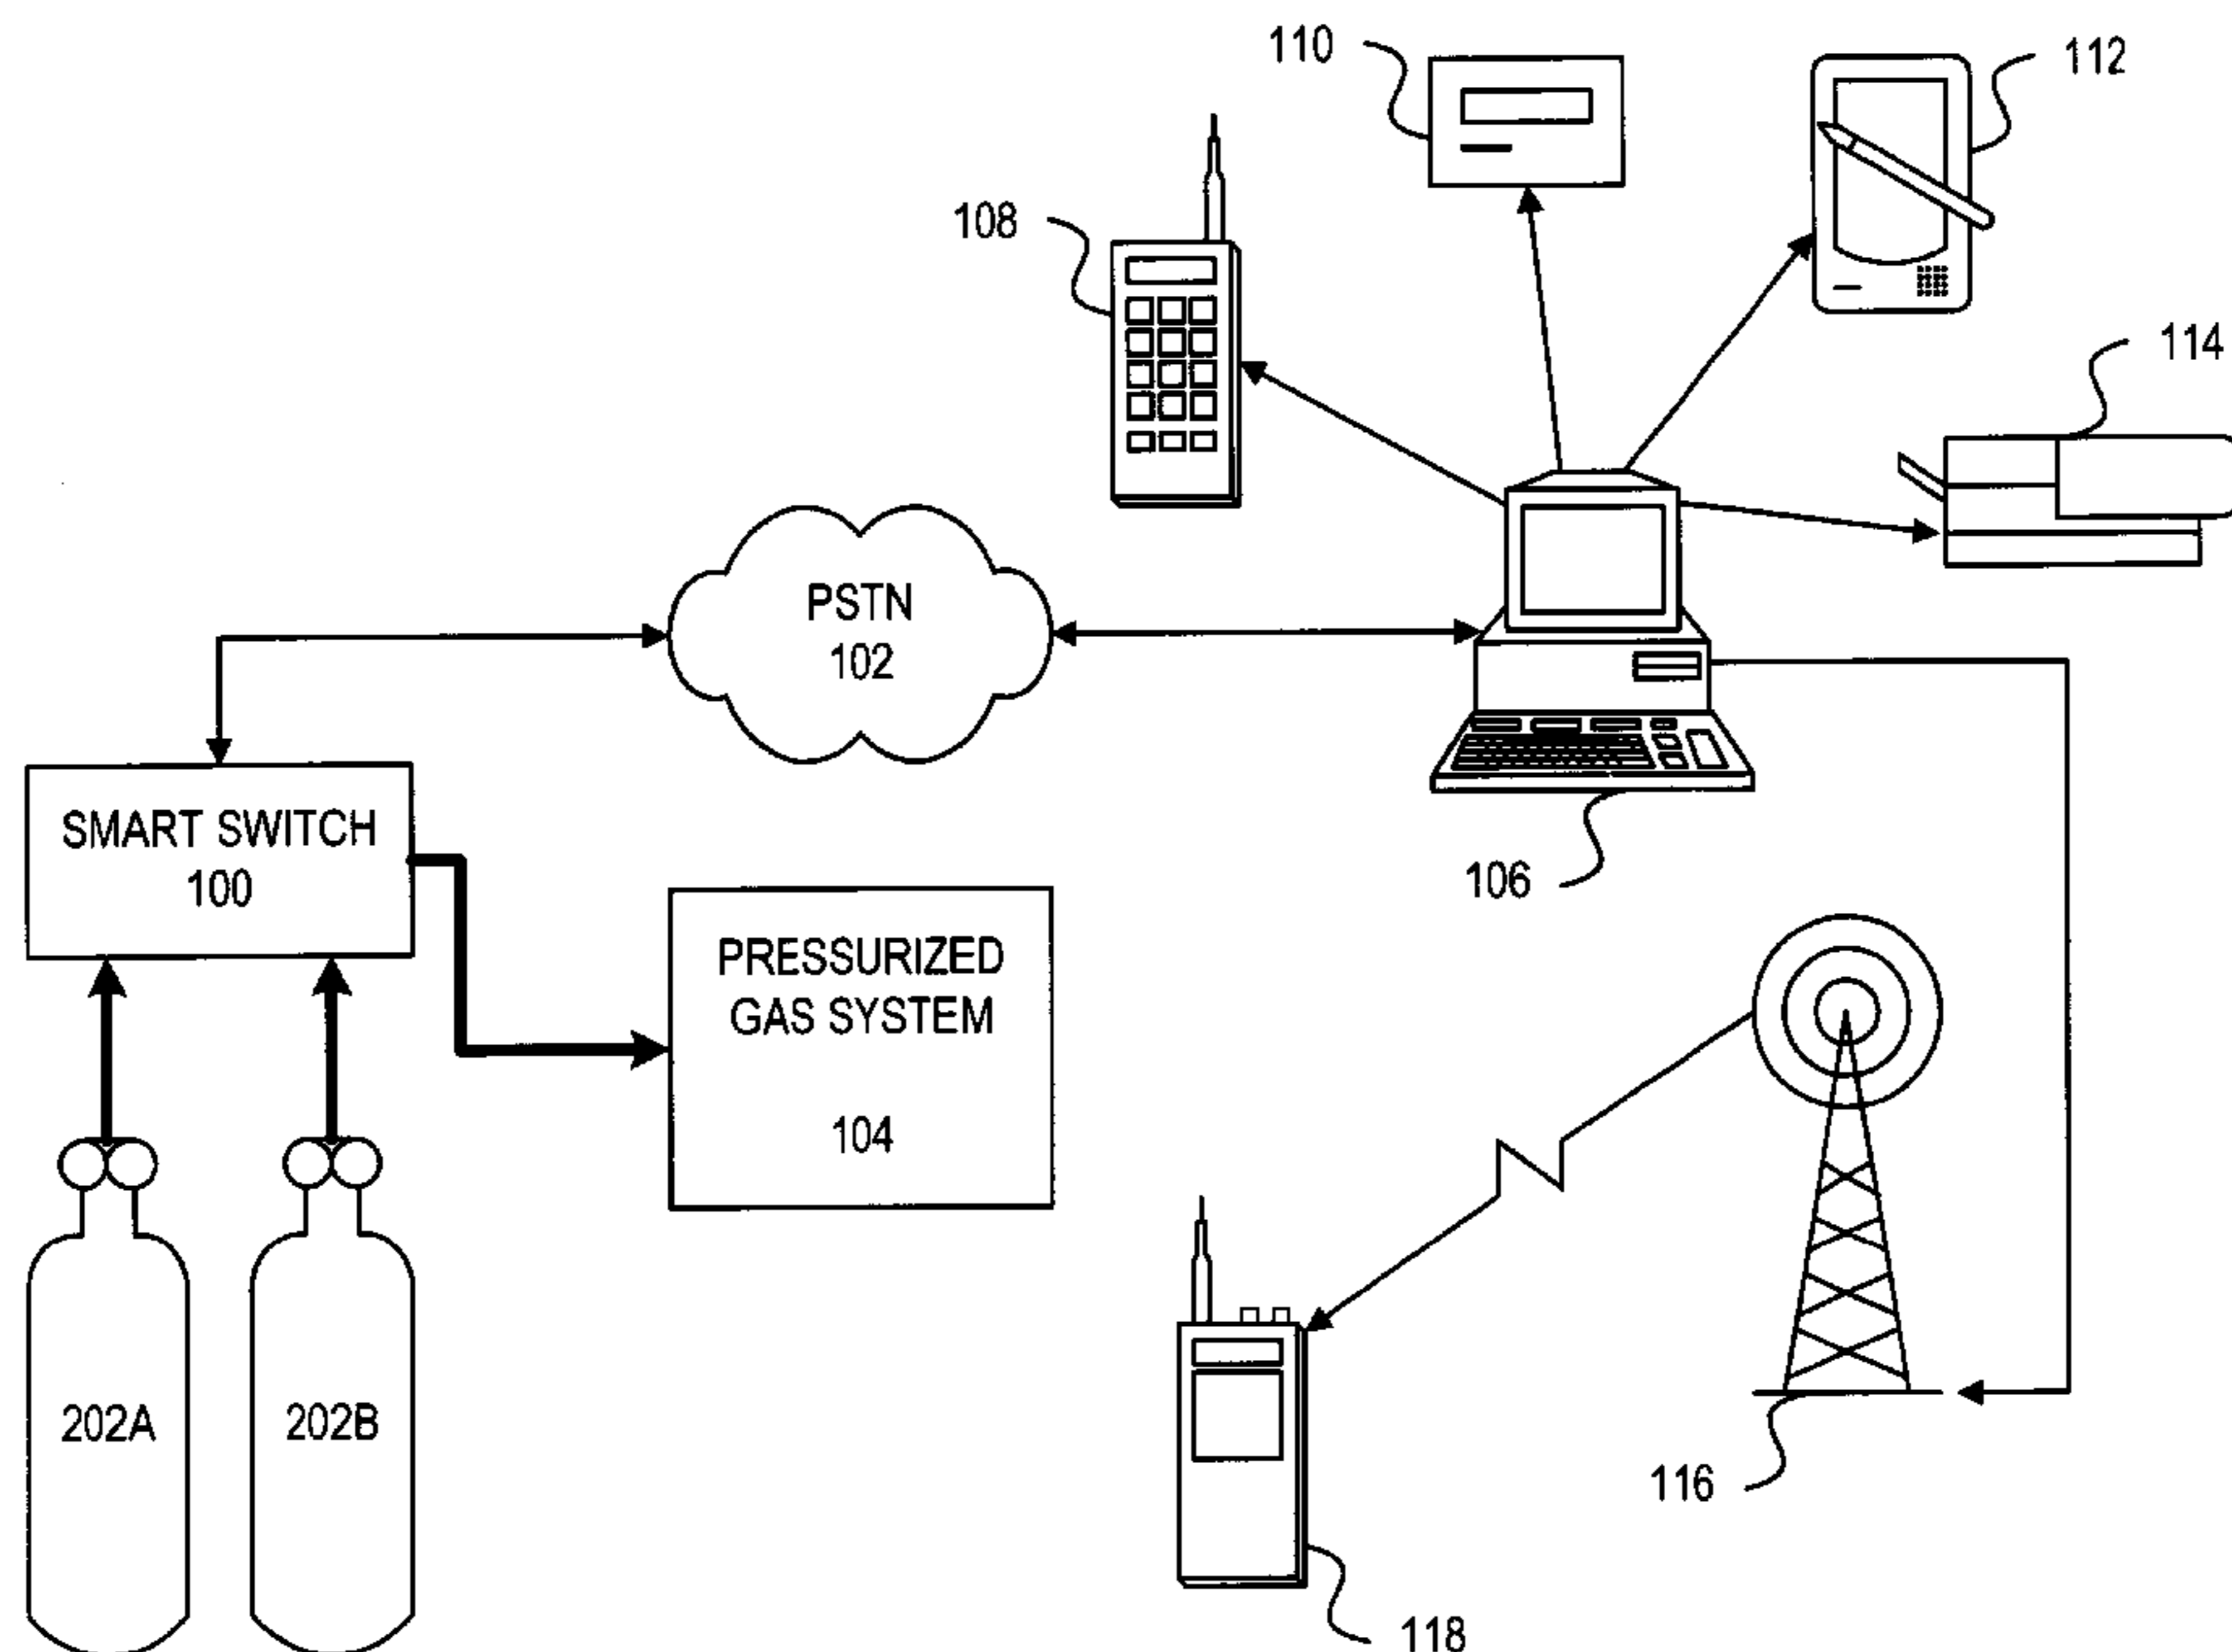 110
112
108
114
PSTN
102
SMART SWITCH
100
106
PRESSURIZED
GAS SYSTEM
104
202A
202B
116
118